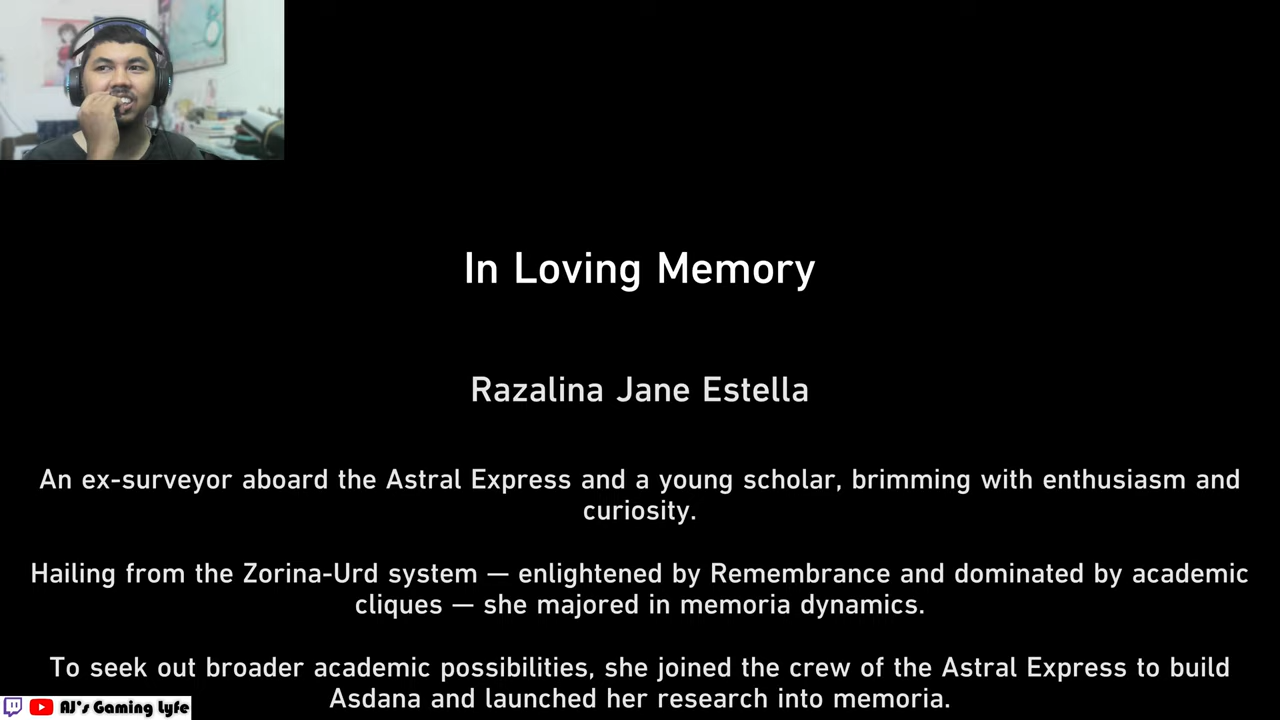 In Loving Memory
Razalina Jane Estella
An ex-surveyor aboard the Astral Express and a young scholar, brimming with enthusiasm and
curiosity.
Hailing from the Zorina-Urd system — enlightened by Remembrance and dominated by academic
cliques — she majored in memoria dynamics.
To seek out broader academic possibilities, she joined the crew of the Astral Express to build
Asdana and launched her research into memoria.
AJ's Gaming Lyfe